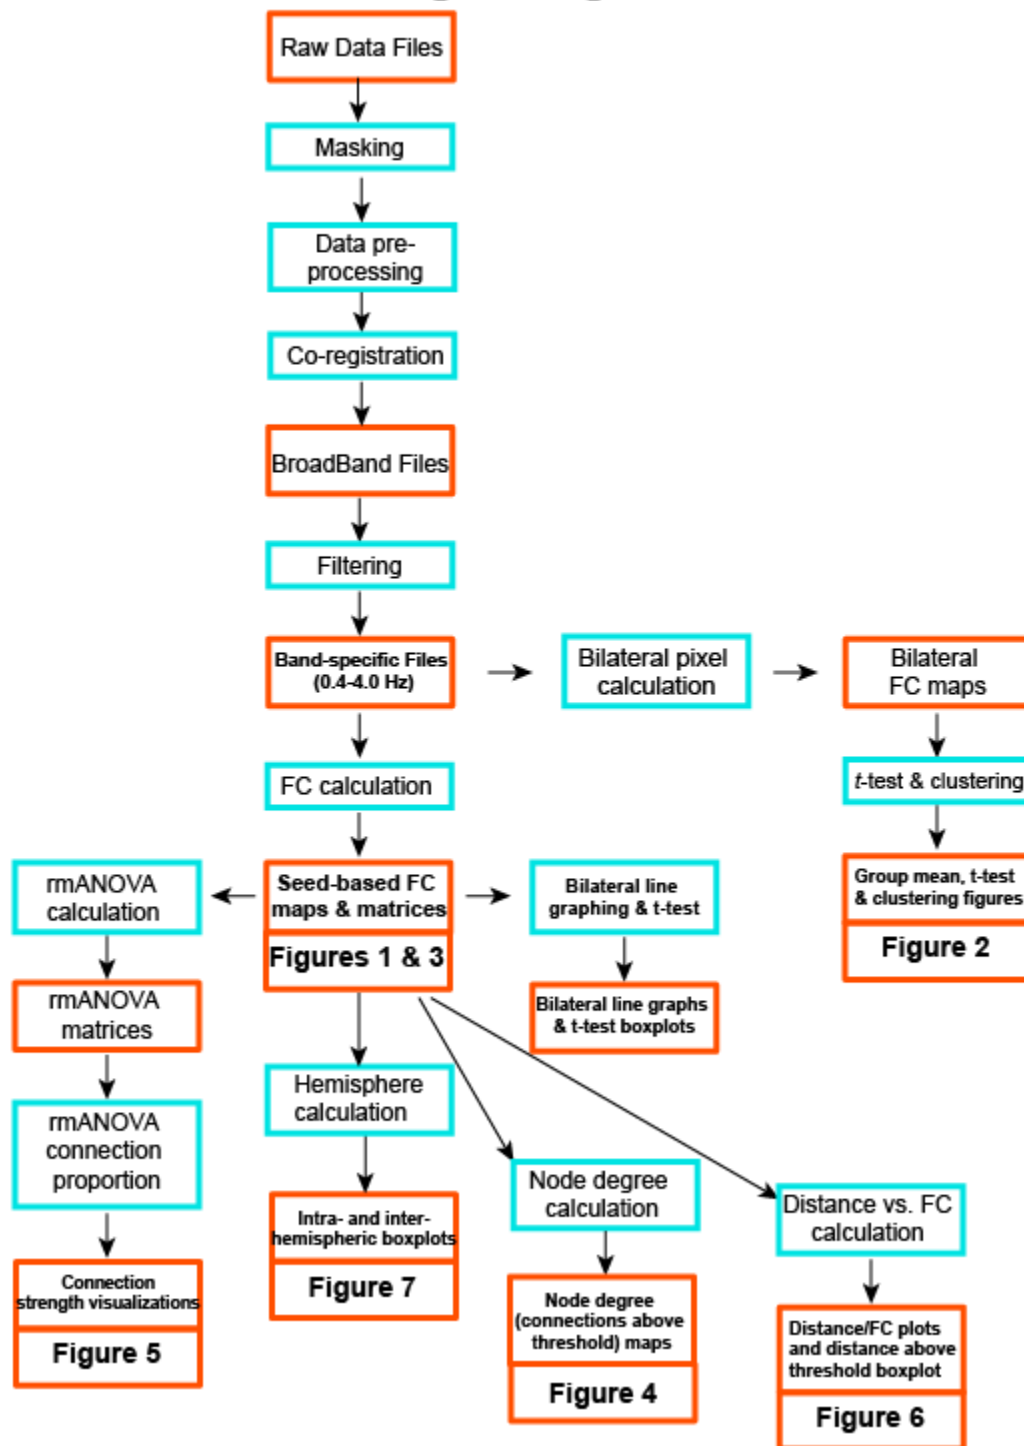 Raw Data Files
Masking
Data pre-
processing
Co-registration
BroadBand Files
Filtering
Band-specific Files
(0.4-4.0 Hz)
Bilateral pixel
calculation
Bilateral
FC maps
FC calculation
t-test & clustering
rmANOVA
calculation
Seed-based FC
maps & matrices
Figures 1 & 3
Bilateral line
graphing & t-test
Group mean, t-test
& clustering figures
Figure 2
rmANOVA
matrices
Bilateral line graphs
& t-test boxplots
Hemisphere
calculation
rmANOVA
connection
proportion
Node degree
calculation
Distance vs. FC
calculation
Intra- and inter-
hemispheric boxplots
Figure 7
Connection
strength visualizations
Figure 5
Node degree
(connections above
threshold) maps
Figure 4
Distance/FC plots
and distance above
threshold boxplot
Figure 6